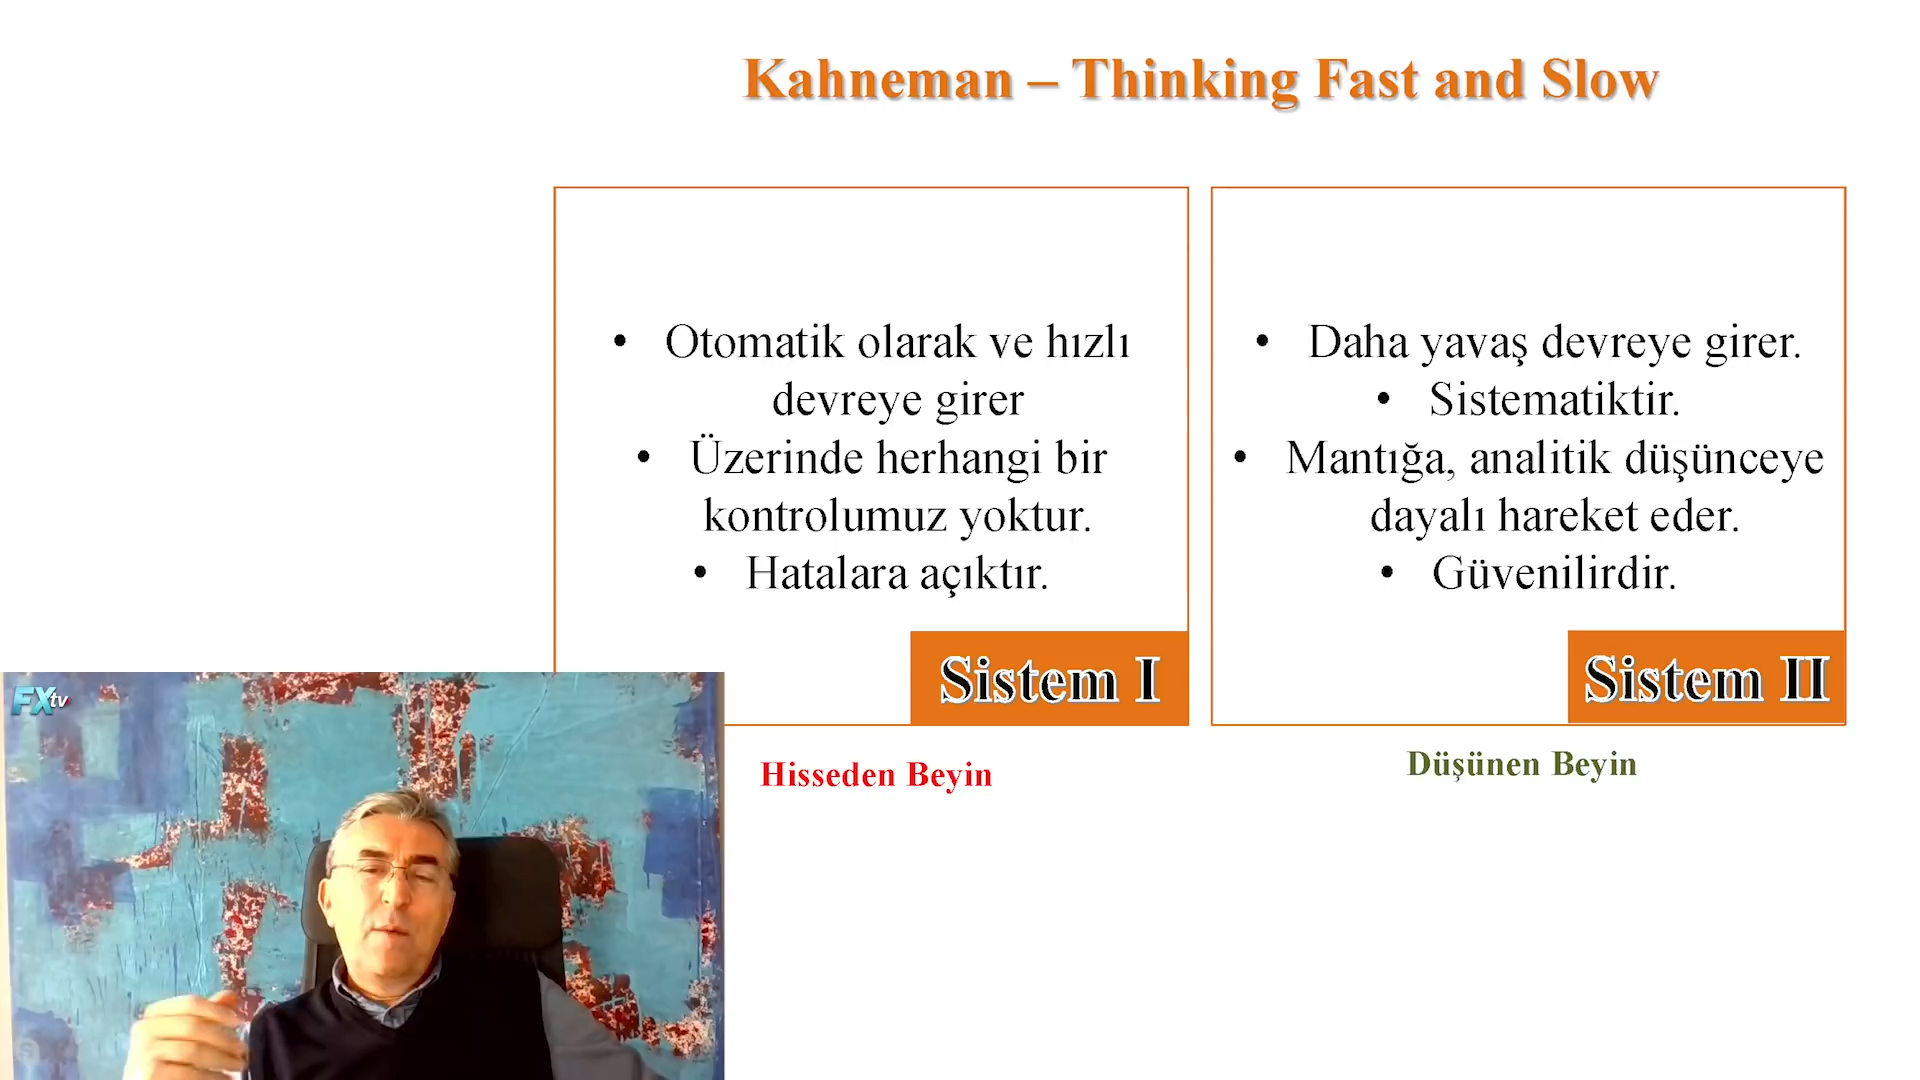 Kahneman – Thinking Fast and Slow
• Otomatik olarak ve hızlı
devreye girer
• Üzerinde herhangi bir
kontrolumuz yoktur.
• Hatalara açıktır.
Sistem I
Hisseden Beyin
• Daha yavaş devreye girer.
• Sistematiktir.
• Mantığa, analitik düşünceye
dayalı hareket eder.
• Güvenilirdir.
Sistem II
Düşünen Beyin
FXtv